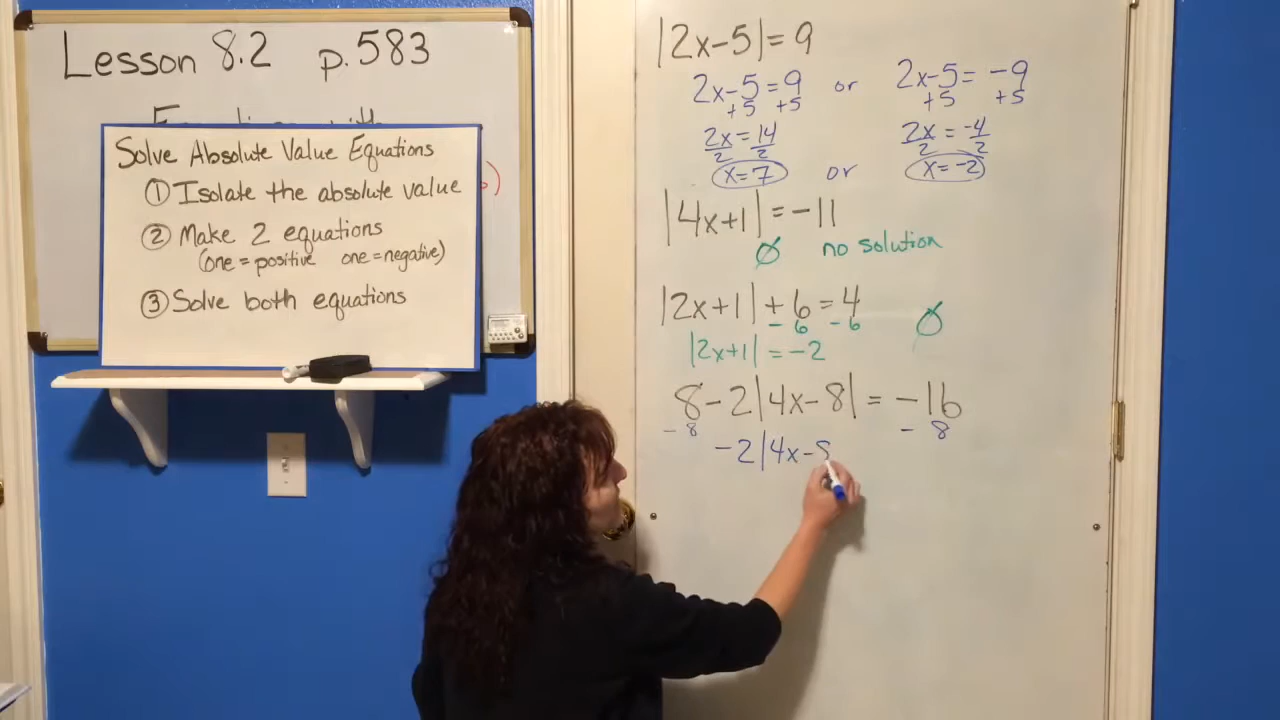 Lesson 8.2 p.583
Solve Absolute Value Equations
① Isolate the absolute value
② Make 2 equations
(one = positive one = negative)
③ Solve both equations
|2x-5| = 9
2x-5 = 9 or 2x-5 = -9
+5 +5 +5 +5
2x = 14 2x = -4
2 2 2 2
x = 7 or x = -2
|4x+1| = -11
∅ no solution
|2x+1| + 6 = 4 ∅
- 6 - 6
|2x+1| = -2
8-2|4x-8| = -16
- 8 - 8
-2|4x-8